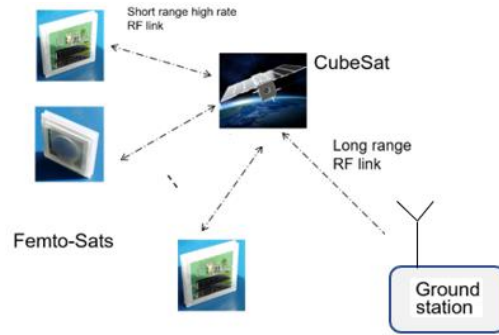 Short range high rate
RF link
CubeSat
Long range
RF link
Femto-Sats
Ground
station